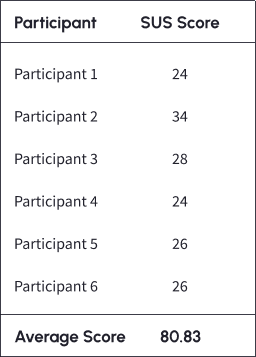 Participant SUS Score
Participant 1 24
Participant 2 34
Participant 3 28
Participant 4 24
Participant 5 26
Participant 6 26
Average Score 80.83